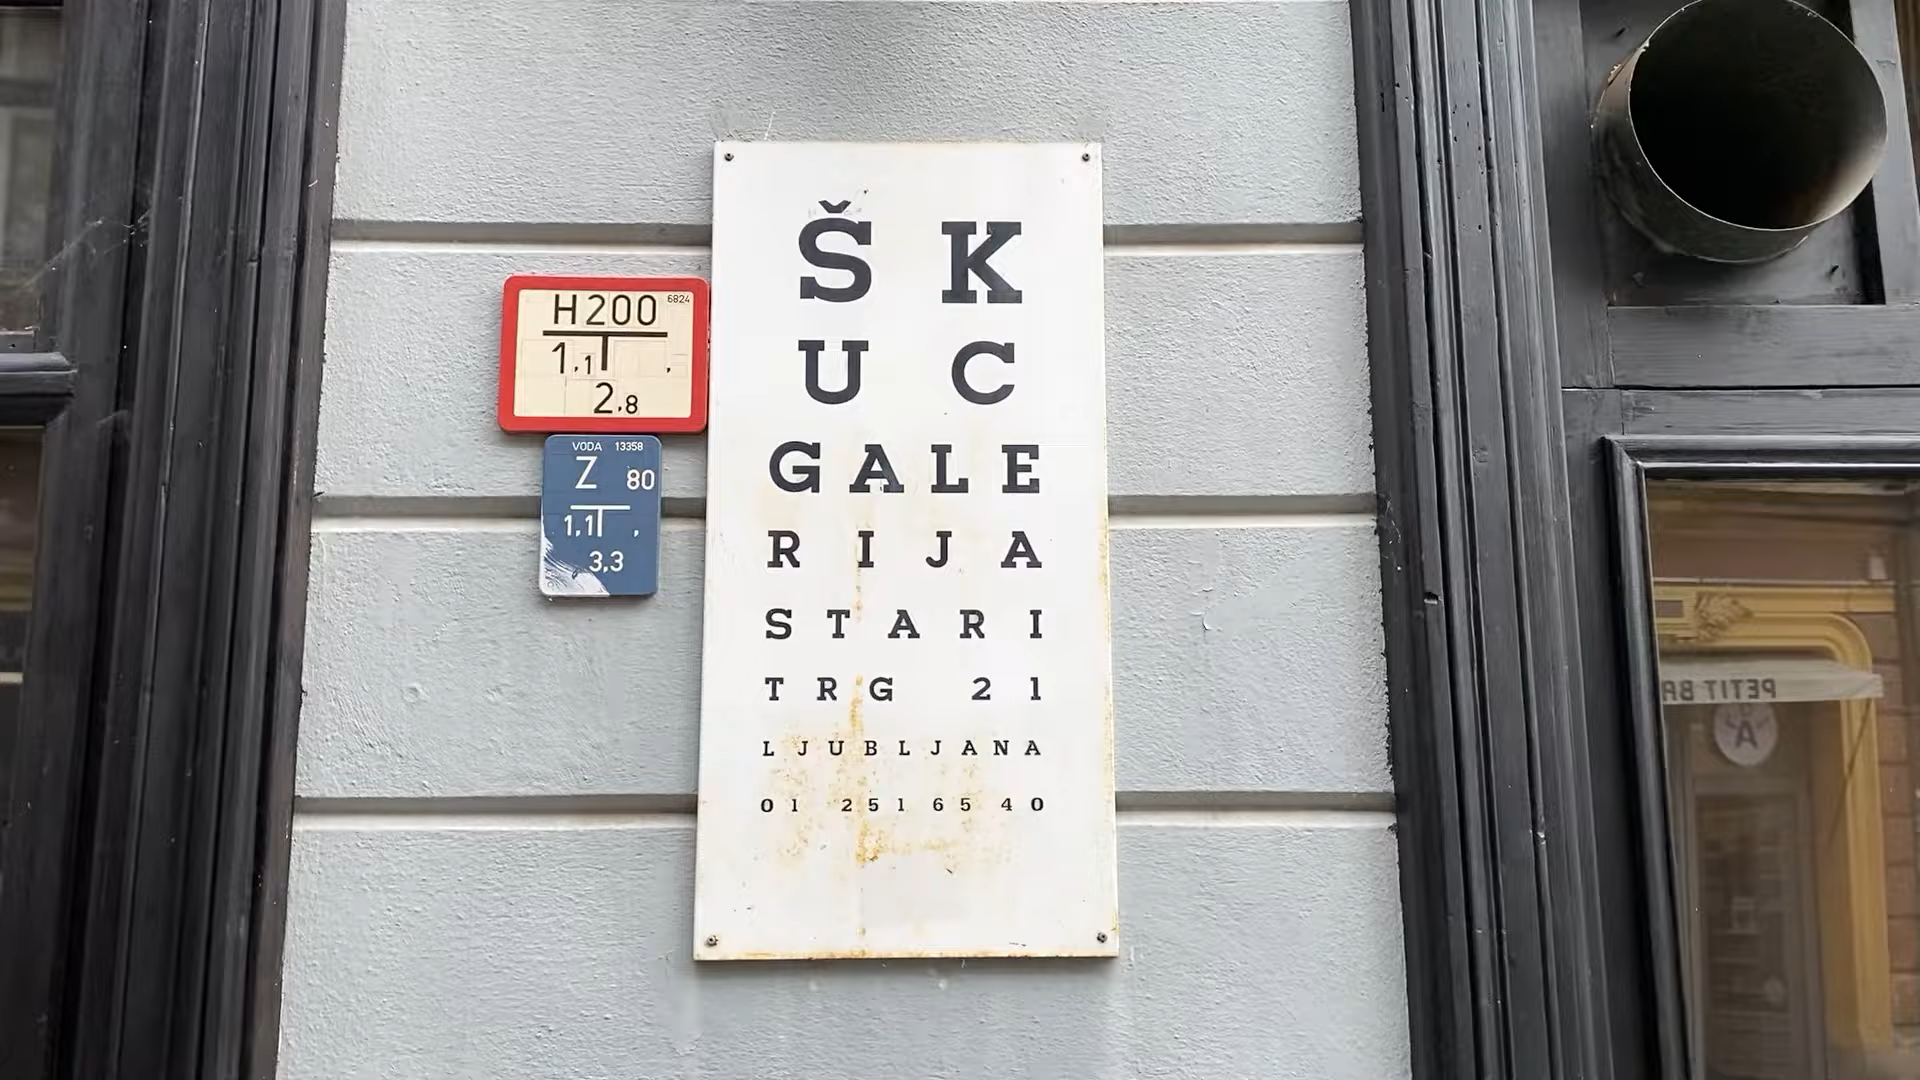 H200 6824
1,1 ,
2,8
VODA 13358
Z 80
1,1 ,
3,3
Š K
U C
GALE
RIJA
STARI
TRG 21
LJUBLJANA
01 251 65 40
PETIT